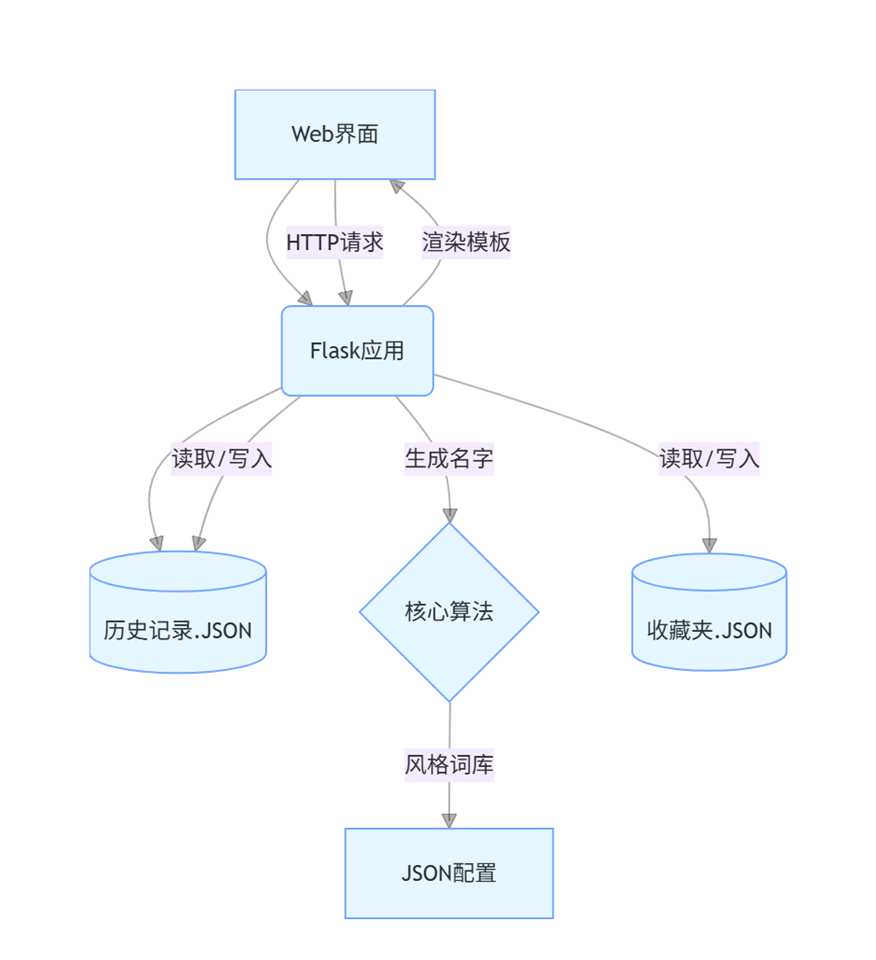 Web界面
HTTP请求
渲染模板
Flask应用
读取/写入
生成名字
读取/写入
历史记录.JSON
核心算法
收藏夹.JSON
风格词库
JSON配置